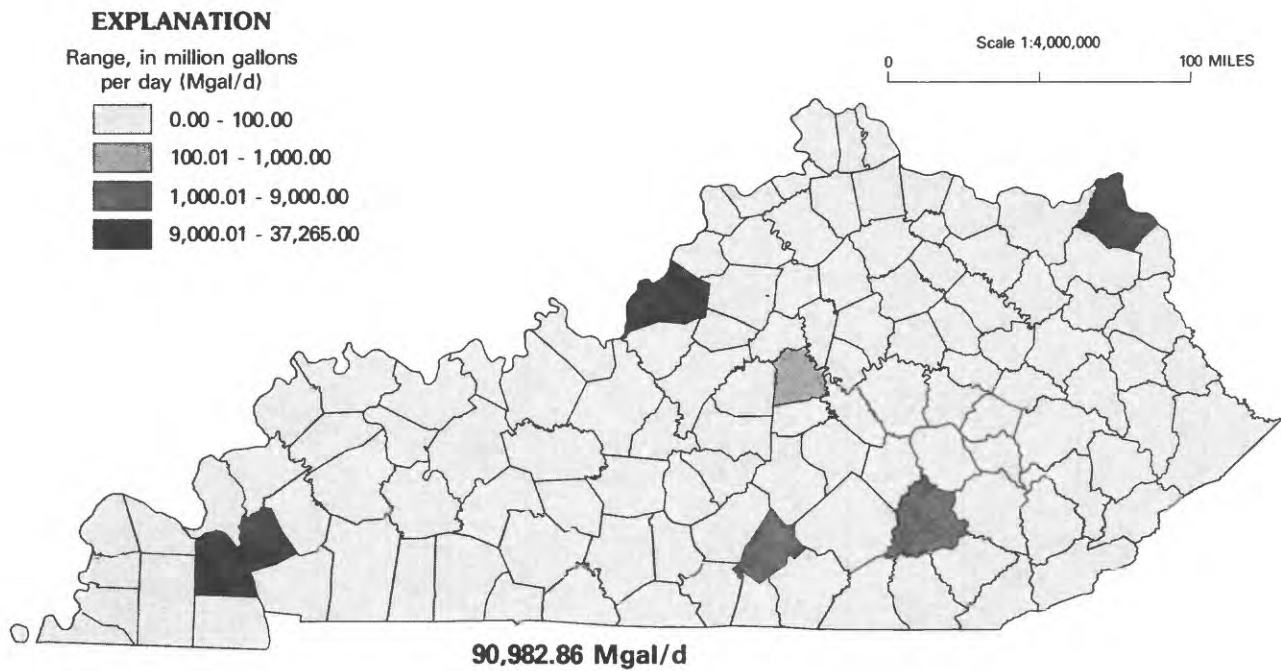 EXPLANATION
Range, in million gallons
per day (Mgal/d)
0.00 - 100.00
100.01 - 1,000.00
1,000.01 - 9,000.00
9,000.01 - 37,265.00
Scale 1:4,000,000
0 100 MILES
90,982.86 Mgal/d